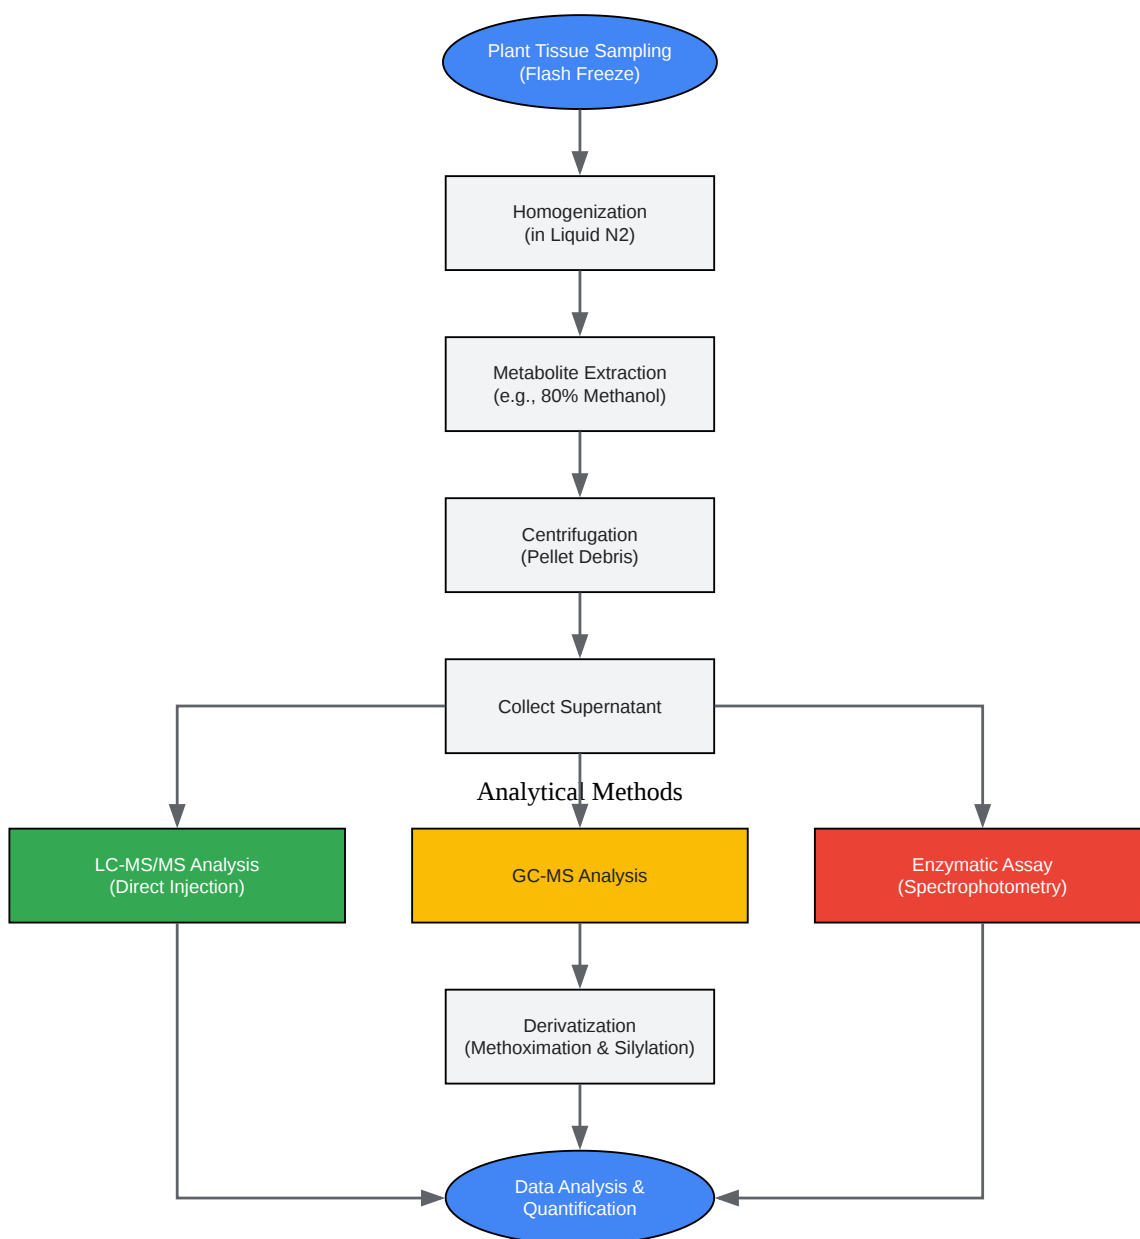 Plant Tissue Sampling
(Flash Freeze)
Homogenization
(in Liquid N2)
Metabolite Extraction
(e.g., 80% Methanol)
Centrifugation
(Pellet Debris)
Collect Supernatant
Analytical Methods
LC-MS/MS Analysis
(Direct Injection)
GC-MS Analysis
Enzymatic Assay
(Spectrophotometry)
Derivatization
(Methoximation & Silylation)
Data Analysis &
Quantification